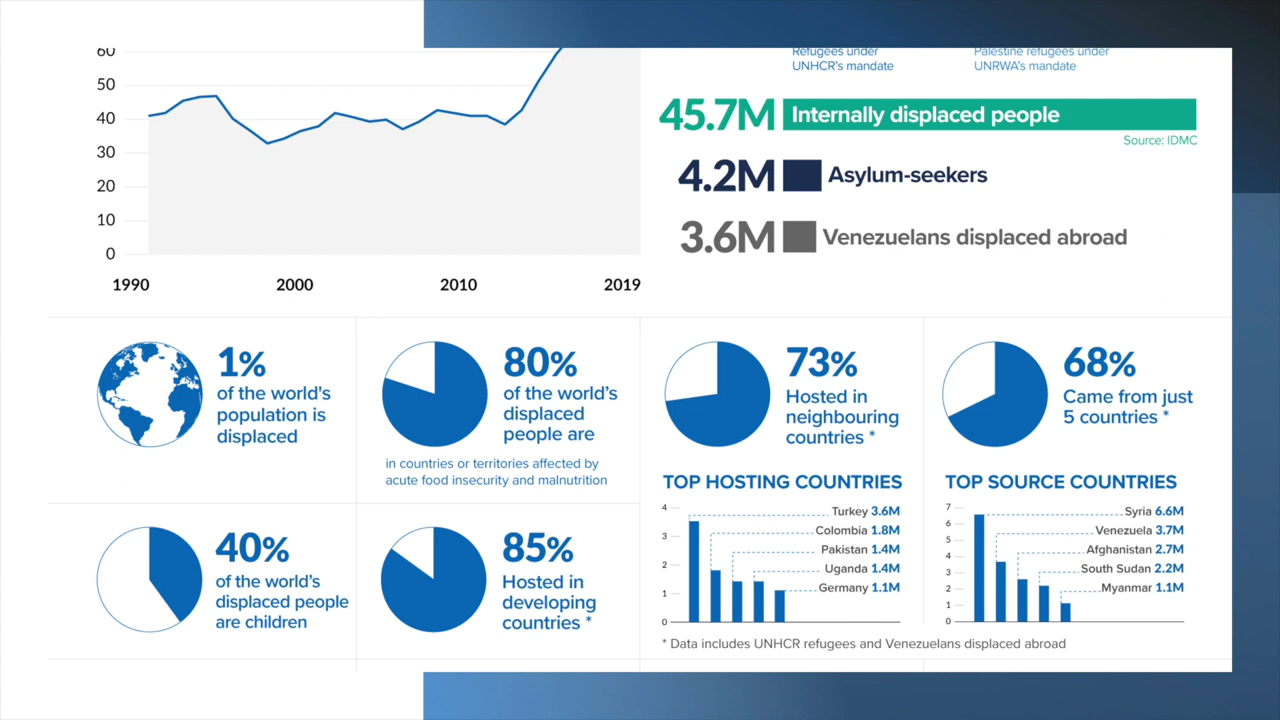 60
50
40
30
20
10
0
1990 2000 2010 2019
Refugees under
UNHCR's mandate
Palestine refugees under
UNRWA's mandate
45.7M Internally displaced people
Source: IDMC
4.2M Asylum-seekers
3.6M Venezuelans displaced abroad
1%
of the world's
population is
displaced
80%
of the world's
displaced
people are
in countries or territories affected by
acute food insecurity and malnutrition
73%
Hosted in
neighbouring
countries *
68%
Came from just
5 countries *
40%
of the world's
displaced people
are children
85%
Hosted in
developing
countries *
TOP HOSTING COUNTRIES
4
3
2
1
0
Turkey 3.6M
Colombia 1.8M
Pakistan 1.4M
Uganda 1.4M
Germany 1.1M
TOP SOURCE COUNTRIES
7
6
5
4
3
2
1
0
Syria 6.6M
Venezuela 3.7M
Afghanistan 2.7M
South Sudan 2.2M
Myanmar 1.1M
* Data includes UNHCR refugees and Venezuelans displaced abroad